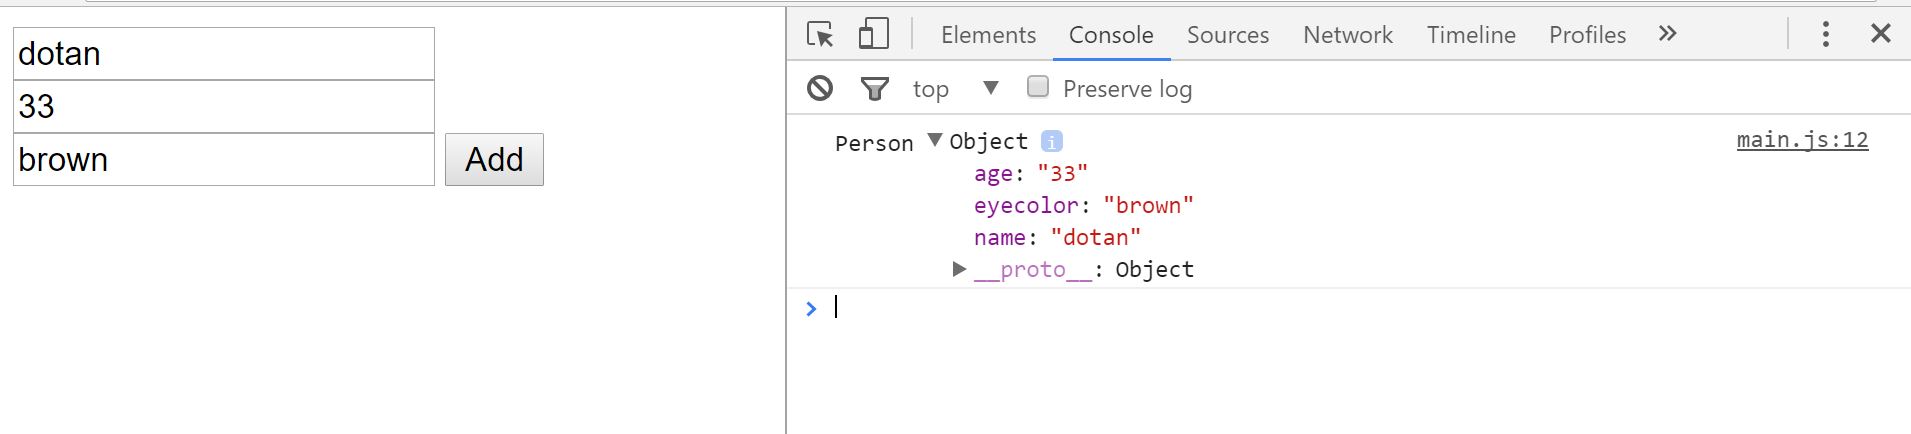 dotan
33
brown
Add
Elements Console Sources Network Timeline Profiles »
top Preserve log
Person Object i main.js:12
age: "33"
eyecolor: "brown"
name: "dotan"
__proto__: Object